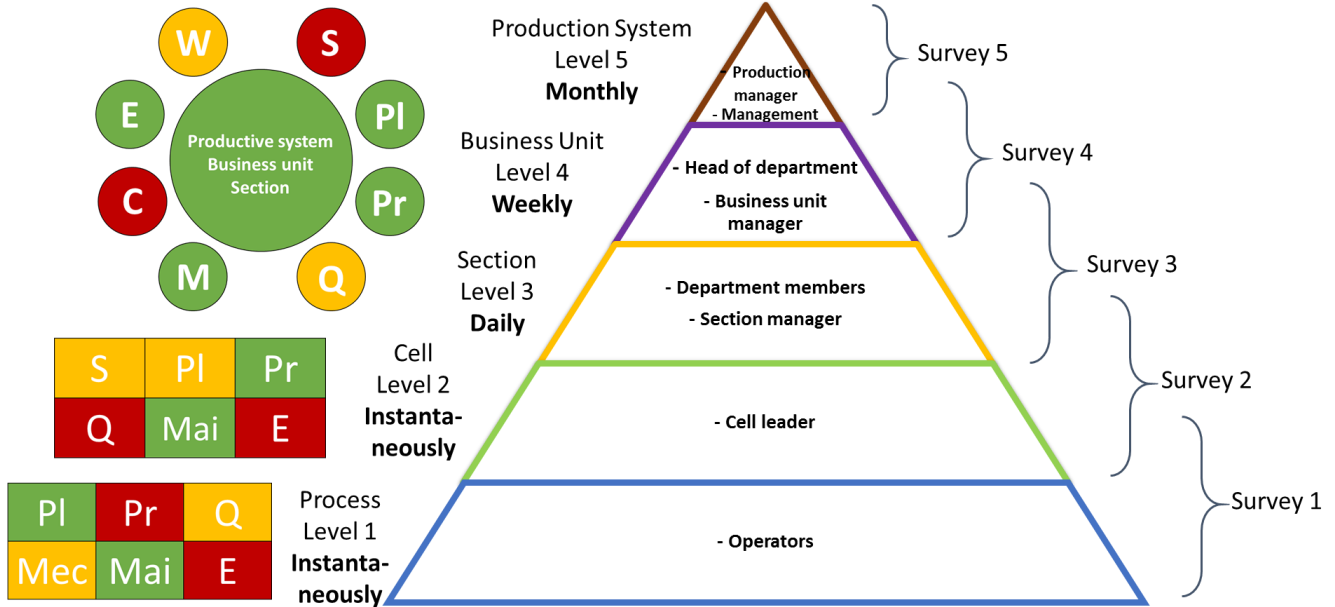 W
S
E
Pl
Productive system
Business unit
Section
C
Pr
M
Q
S Pl Pr
Q Mai E
Pl Pr Q
Mec Mai E
Production System
Level 5
Monthly
Business Unit
Level 4
Weekly
Section
Level 3
Daily
Cell
Level 2
Instanta-
neously
Process
Level 1
Instanta-
neously
- Production
manager
- Management
- Head of department
- Business unit
manager
- Department members
- Section manager
- Cell leader
- Operators
Survey 5
Survey 4
Survey 3
Survey 2
Survey 1